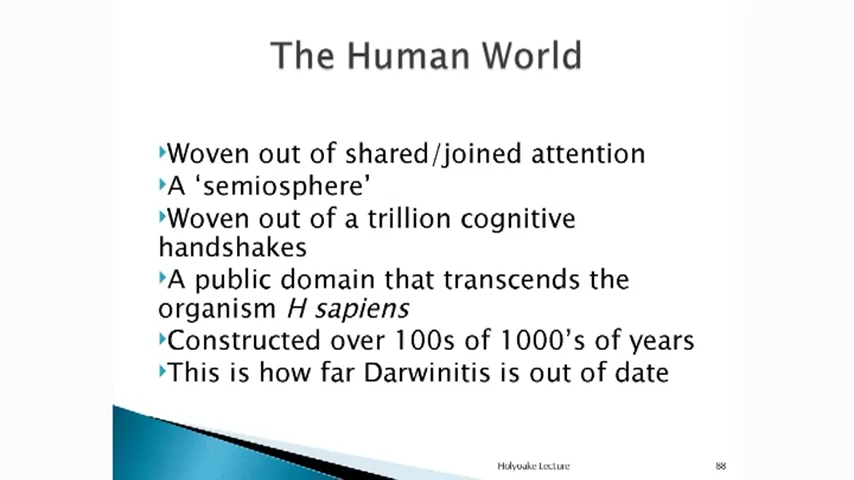 The Human World
Woven out of shared/joined attention
A ‘semiosphere’
Woven out of a trillion cognitive
handshakes
A public domain that transcends the
organism H sapiens
Constructed over 100s of 1000’s of years
This is how far Darwinitis is out of date
Holyoake Lecture
88